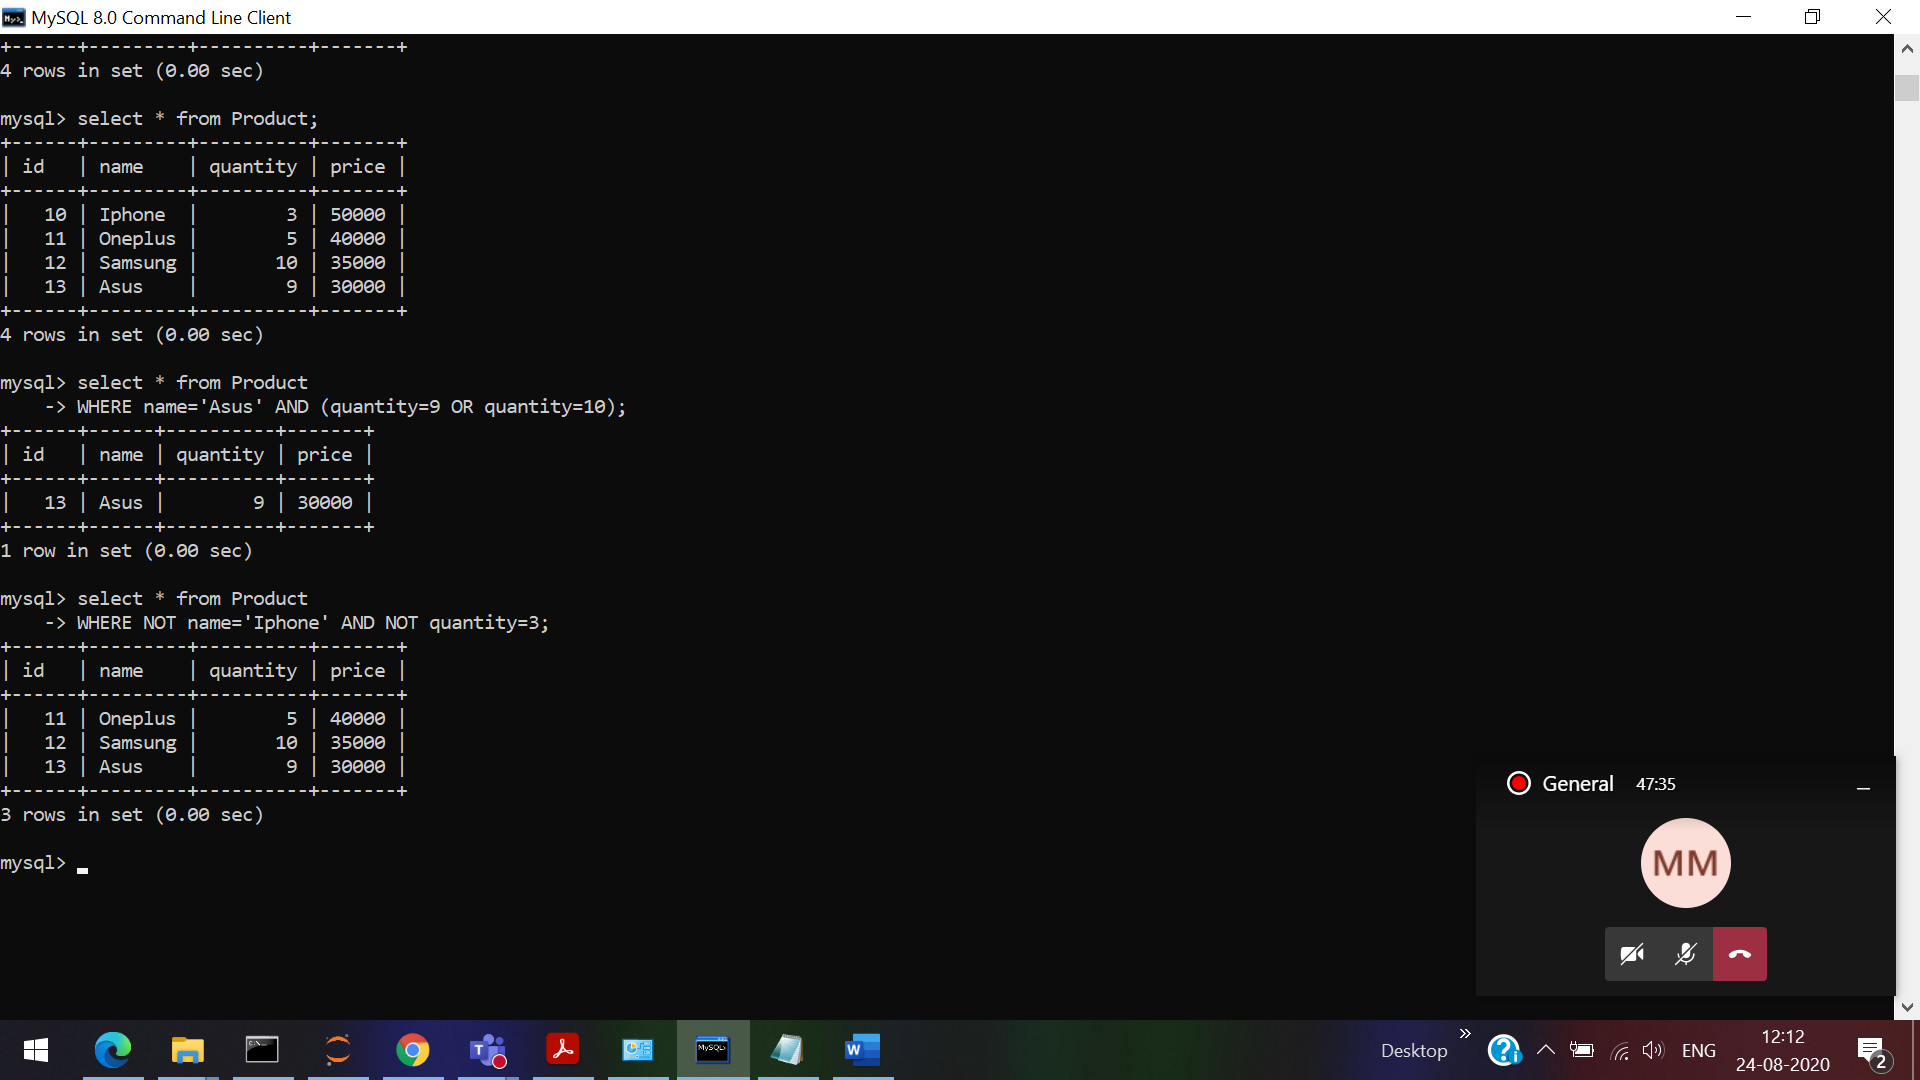 MySQL 8.0 Command Line Client
+------+---------+----------+-------+
4 rows in set (0.00 sec)
mysql> select * from Product;
+------+---------+----------+-------+
| id   | name    | quantity | price |
+------+---------+----------+-------+
|   10 | Iphone  |        3 | 50000 |
|   11 | Oneplus |        5 | 40000 |
|   12 | Samsung |       10 | 35000 |
|   13 | Asus    |        9 | 30000 |
+------+---------+----------+-------+
4 rows in set (0.00 sec)
mysql> select * from Product
    -> WHERE name='Asus' AND (quantity=9 OR quantity=10);
+------+------+----------+-------+
| id   | name | quantity | price |
+------+------+----------+-------+
|   13 | Asus |        9 | 30000 |
+------+------+----------+-------+
1 row in set (0.00 sec)
mysql> select * from Product
    -> WHERE NOT name='Iphone' AND NOT quantity=3;
+------+---------+----------+-------+
| id   | name    | quantity | price |
+------+---------+----------+-------+
|   11 | Oneplus |        5 | 40000 |
|   12 | Samsung |       10 | 35000 |
|   13 | Asus    |        9 | 30000 |
+------+---------+----------+-------+
3 rows in set (0.00 sec)
mysql>
General 47:35
MM
Desktop
ENG
12:12
24-08-2020
2